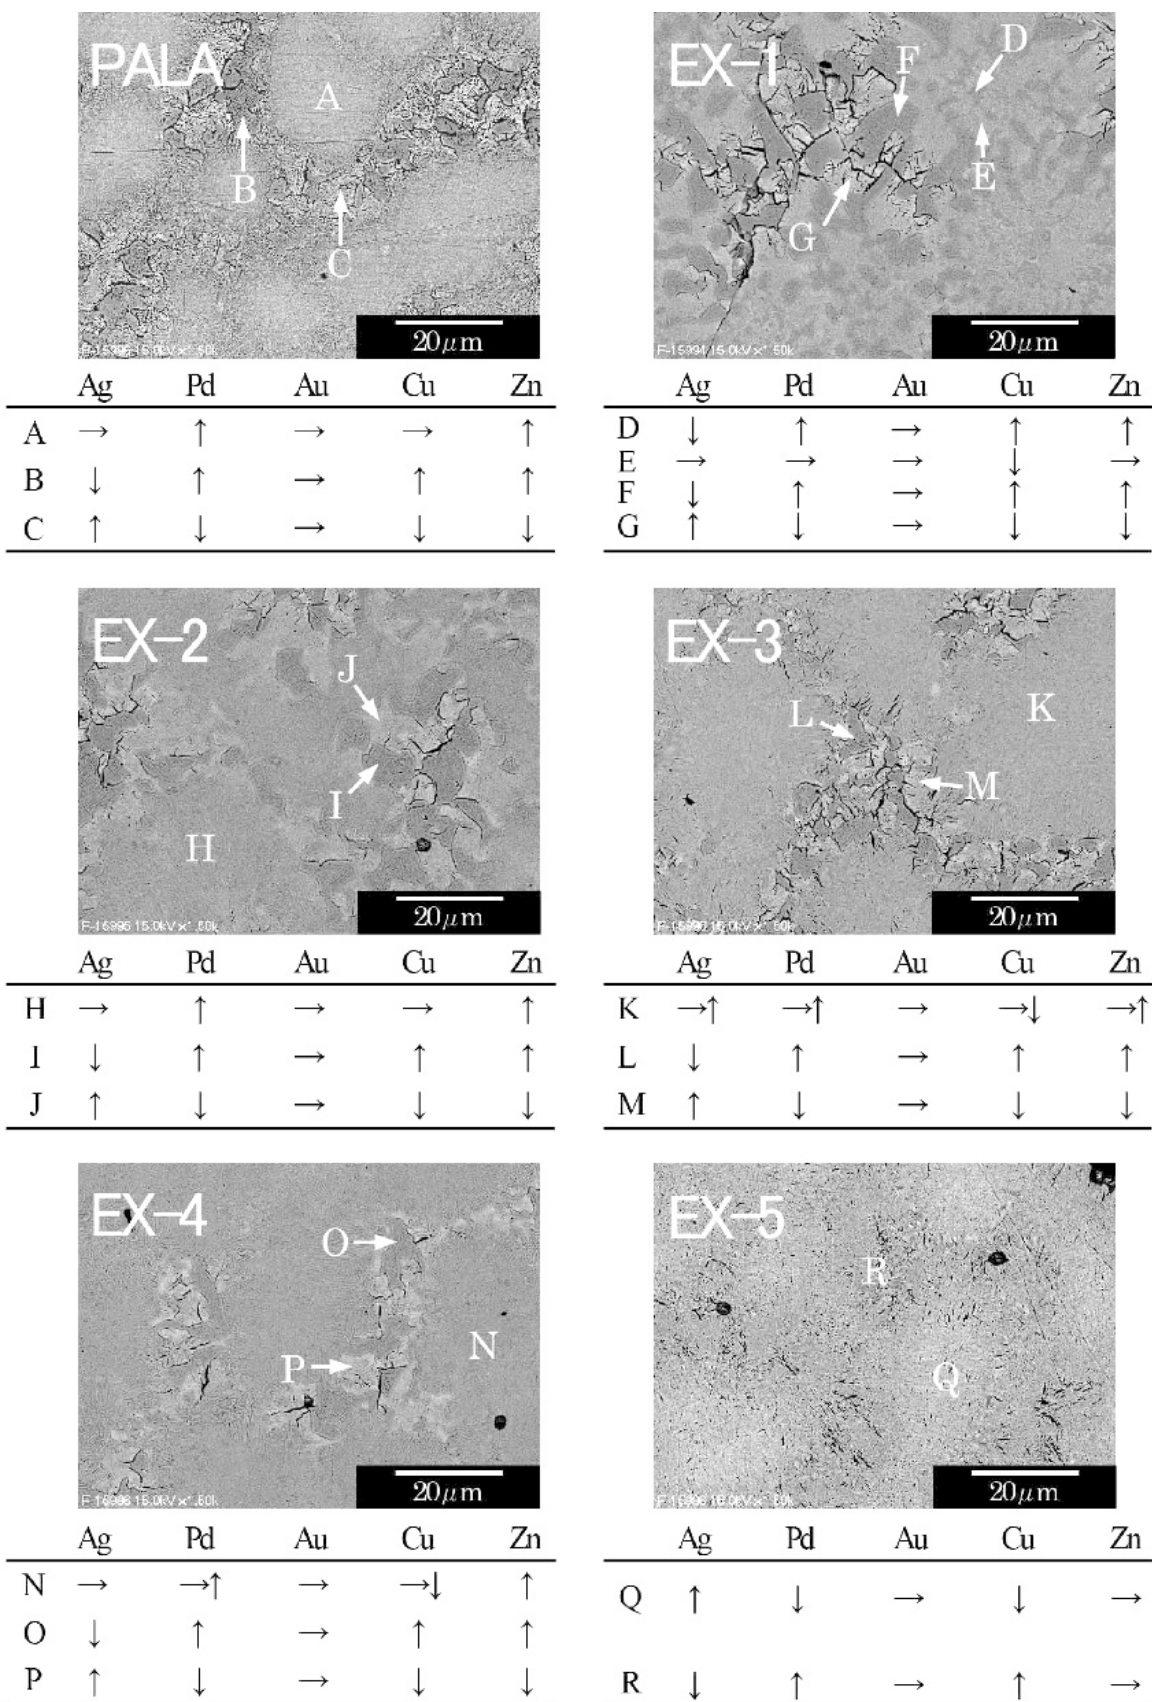 PALA
A
B
C
20μm
EX-1
D
F
E
G
20μm
Ag Pd Au Cu Zn
A → ↑ → → ↑
B ↓ ↑ → ↑ ↑
C ↑ ↓ → ↓ ↓
Ag Pd Au Cu Zn
D ↓ ↑ → ↑ ↑
E → → → ↓ →
F ↓ ↑ → ↑ ↑
G ↑ ↓ → ↓ ↓
EX-2
J
I
H
20μm
EX-3
K
L
M
20μm
Ag Pd Au Cu Zn
H → ↑ → → ↑
I ↓ ↑ → ↑ ↑
J ↑ ↓ → ↓ ↓
Ag Pd Au Cu Zn
K →↑ →↑ → →↓ →↑
L ↓ ↑ → ↑ ↑
M ↑ ↓ → ↓ ↓
EX-4
O
N
P
20μm
EX-5
R
Q
20μm
Ag Pd Au Cu Zn
N → →↑ → →↓ ↑
O ↓ ↑ → ↑ ↑
P ↑ ↓ → ↓ ↓
Ag Pd Au Cu Zn
Q ↑ ↓ → ↓ →
R ↓ ↑ → ↑ →